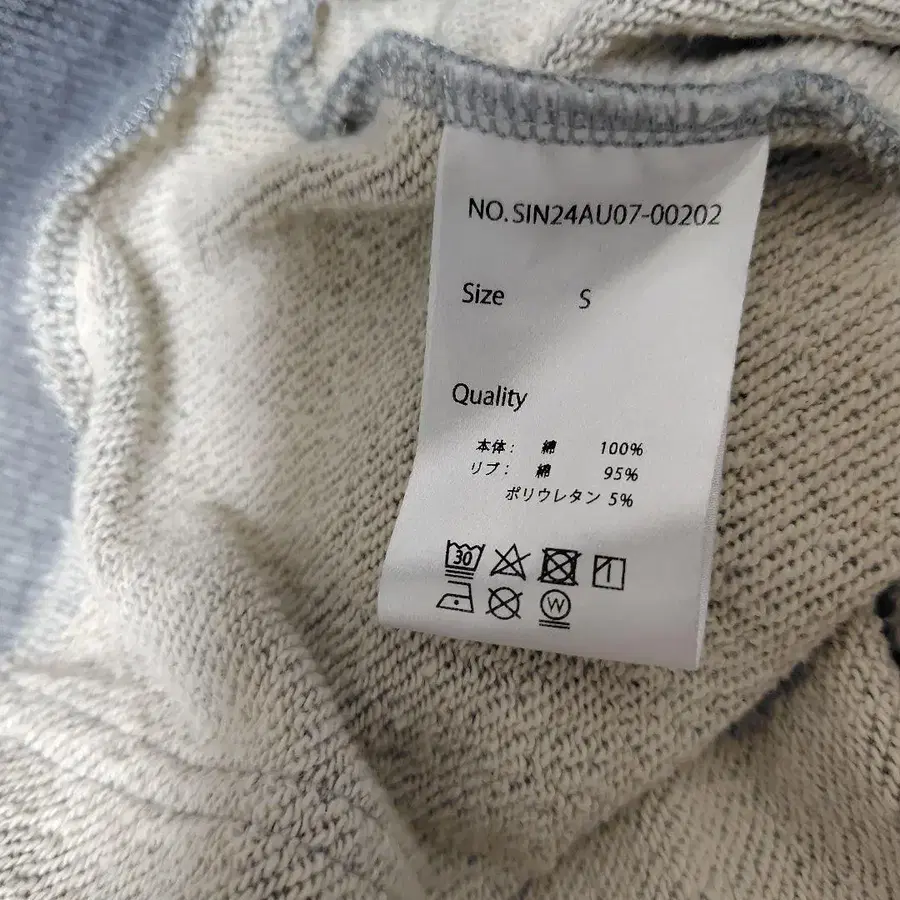 NO.SIN24AU07-00202
Size S
Quality
本体: 綿 100%
リブ: 綿 95%
ポリウレタン 5%
30
W